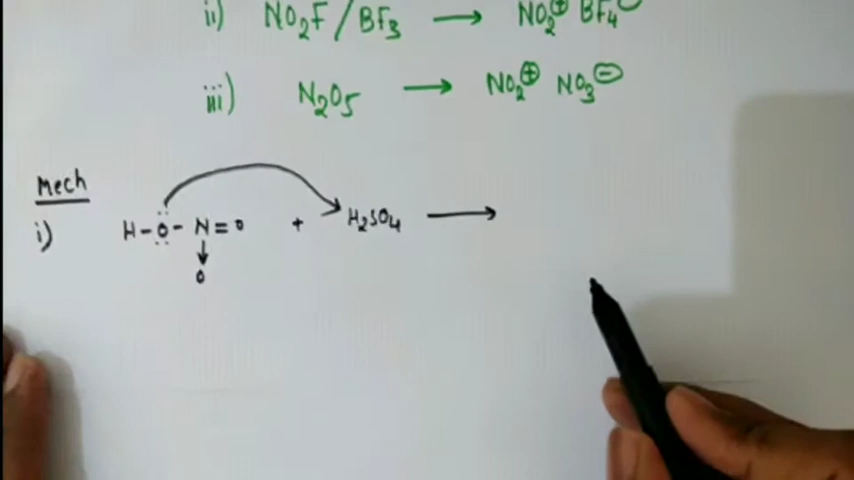 ii) NO₂F / BF₃ → NO₂⊕ BF₄⊖
iii) N₂O₅ → NO₂⊕ NO₃⊖
Mech
i) H-Ö-N=O + H₂SO₄ →
↓
O